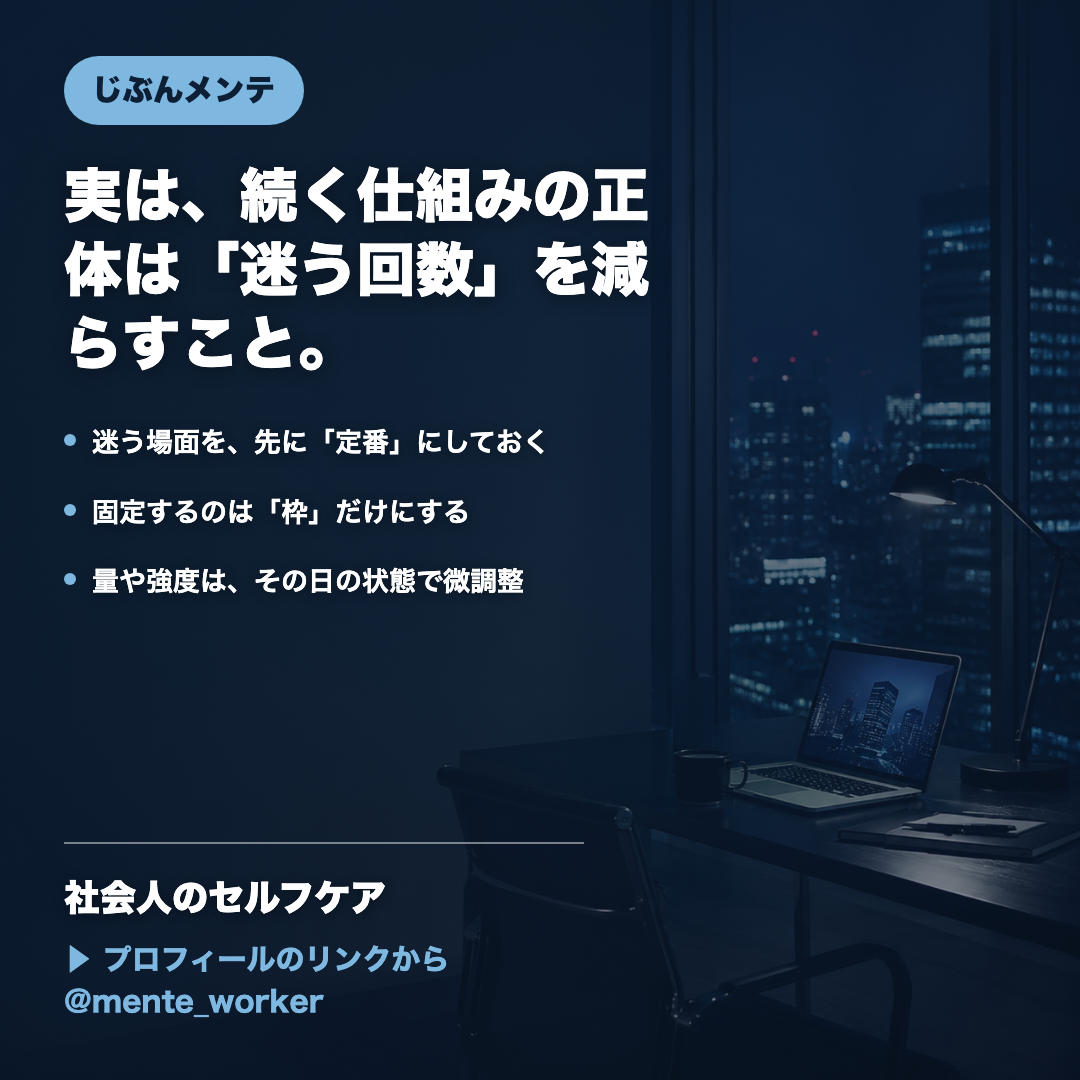 じぶんメンテ
実は、続く仕組みの正
体は「迷う回数」を減
らすこと。
迷う場面を、先に「定番」にしておく
固定するのは「枠」だけにする
量や強度は、その日の状態で微調整
社会人のセルフケア
▶ プロフィールのリンクから
@mente_worker